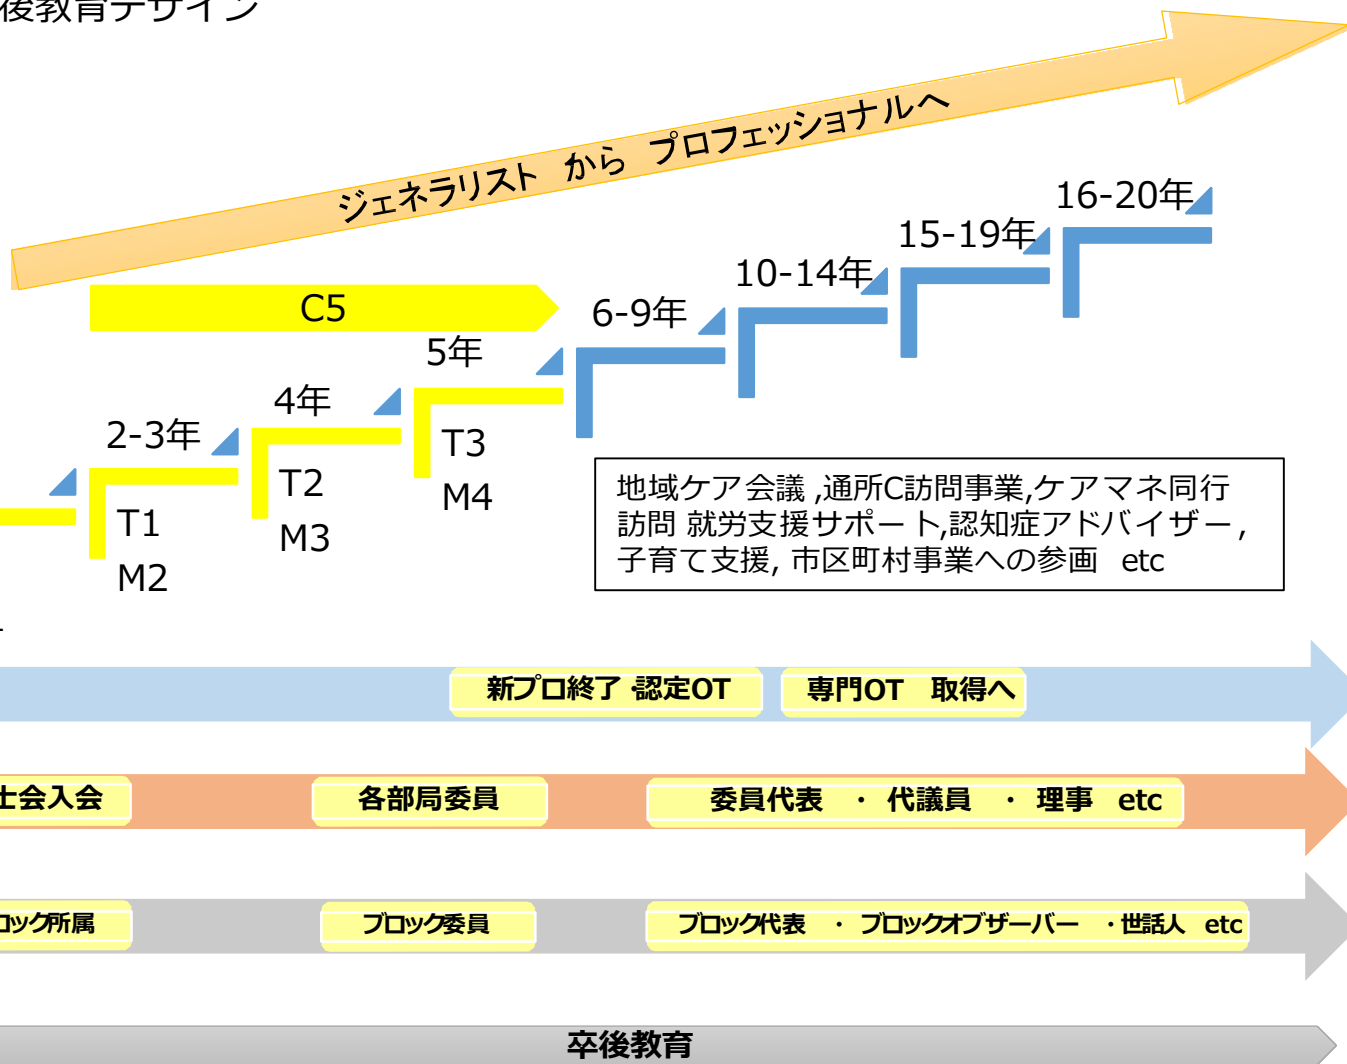 後教育デザイン
ジェネラリスト から プロフェッショナルへ
16-20年
15-19年
10-14年
6-9年
C5
5年
4年
2-3年
T3
M4
T2
M3
T1
M2
地域ケア会議 ,通所C訪問事業,ケアマネ同行
訪問 就労支援サポート,認知症アドバイザー,
子育て支援, 市区町村事業への参画 etc
新プロ終了・認定OT
専門OT 取得へ
士会入会
各部局委員
委員代表 ・ 代議員 ・ 理事 etc
ロック所属
ブロック委員
ブロック代表 ・ ブロックオブザーバー ・世話人 etc
卒後教育